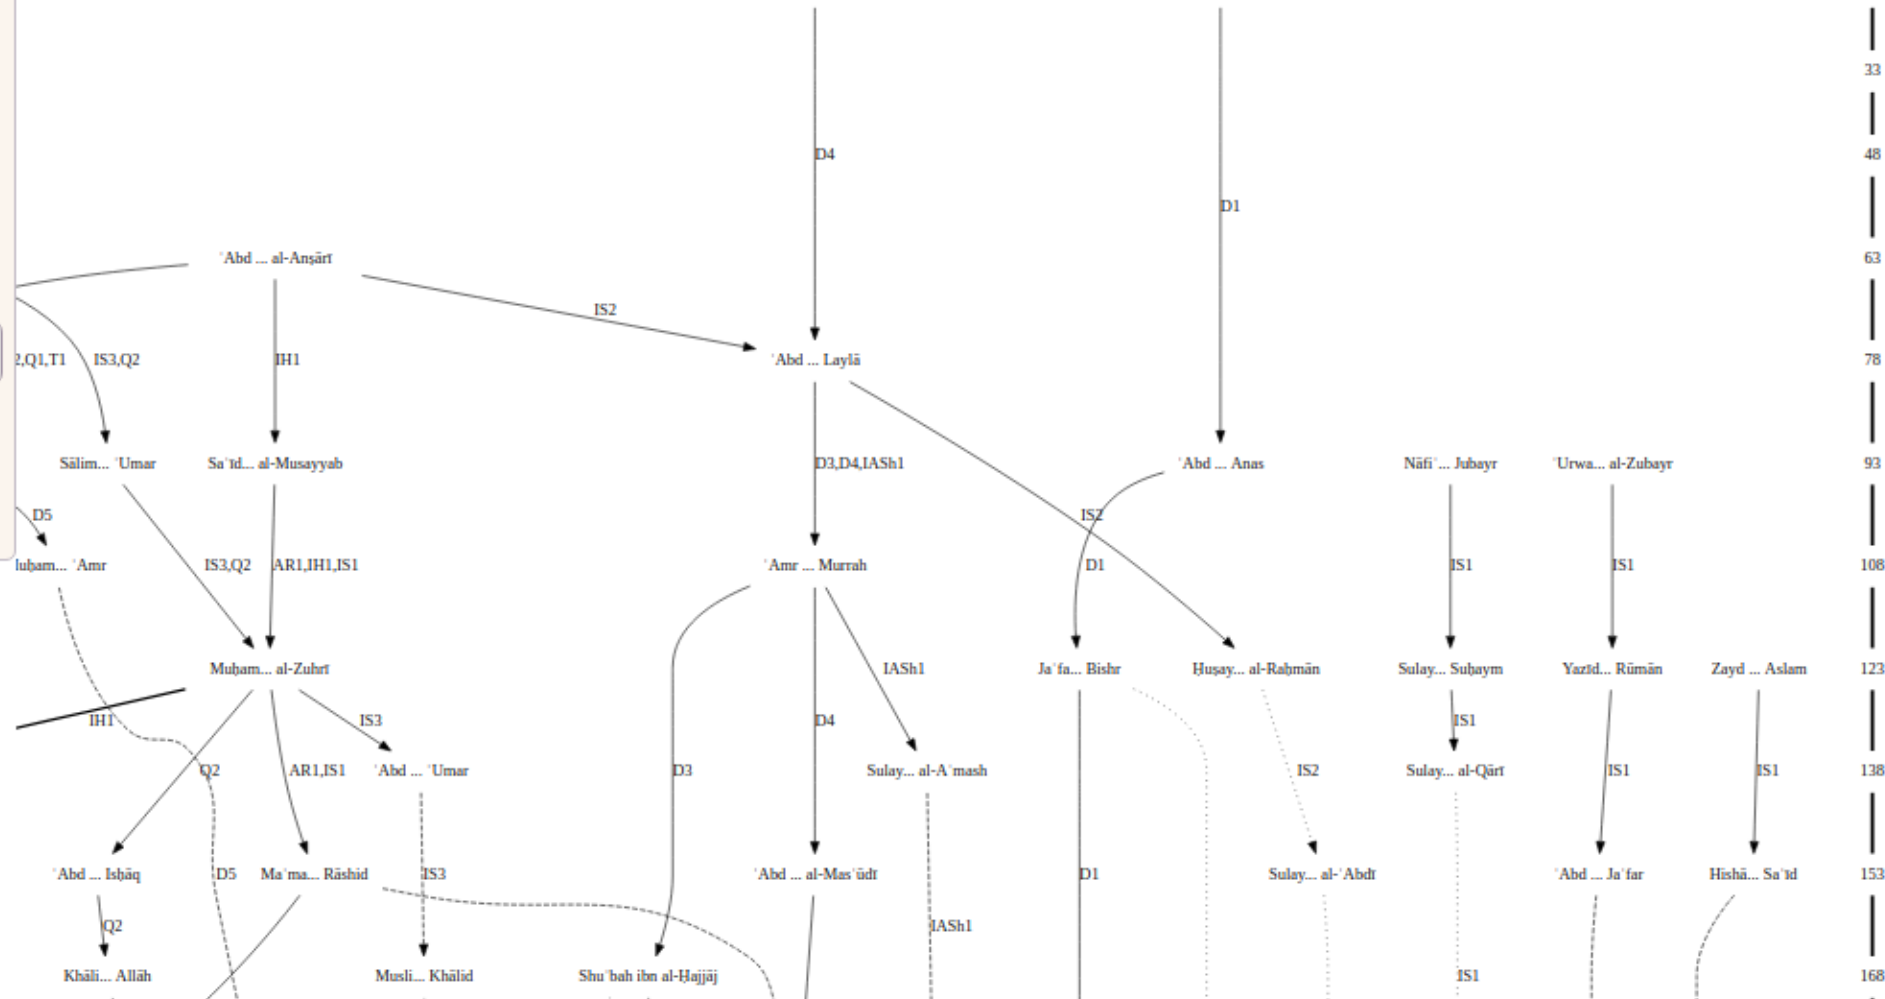 33
D4
48
D1
ʿAbd ... al-Anṣārī
63
IS2
2,Q1,T1
IS3,Q2
IH1
ʿAbd ... Laylā
78
Sālim... ʿUmar
Saʿīd... al-Musayyab
D3,D4,IASh1
ʿAbd ... Anas
Nāfiʿ... Jubayr
ʿUrwa... al-Zubayr
93
D5
IS2
luḥam... ʿAmr
IS3,Q2
AR1,IH1,IS1
ʿAmr ... Murrah
D1
IS1
IS1
108
Muḥam... al-Zuhrī
IASh1
Jaʿfa... Bishr
Ḥuṣay... al-Raḥmān
Sulay... Suḥaym
Yazīd... Rūmān
Zayd ... Aslam
123
IH1
IS3
D4
IS1
Q2
AR1,IS1
ʿAbd ... ʿUmar
D3
Sulay... al-Aʿmash
IS2
Sulay... al-Qārī
IS1
IS1
138
ʿAbd ... Isḥāq
D5
Maʿma... Rāshid
IS3
ʿAbd ... al-Masʿūdī
D1
Sulay... al-ʿAbdī
ʿAbd ... Jaʿfar
Hishā... Saʿīd
153
Q2
IASh1
Khāli... Allāh
Musli... Khālid
Shuʿbah ibn al-Ḥajjāj
IS1
168